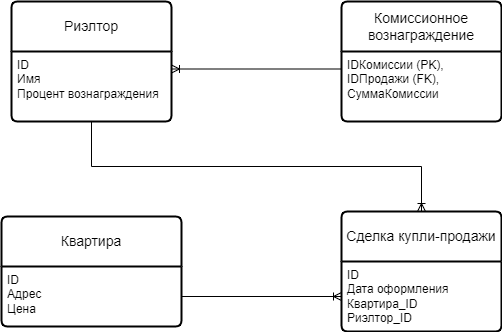 Риэлтор
ID
Имя
Процент вознаграждения
Комиссионное
вознаграждение
IDКомиссии (PK),
IDПродажи (FK),
СуммаКомиссии
Квартира
ID
Адрес
Цена
Сделка купли-продажи
ID
Дата оформления
Квартира_ID
Риэлтор_ID